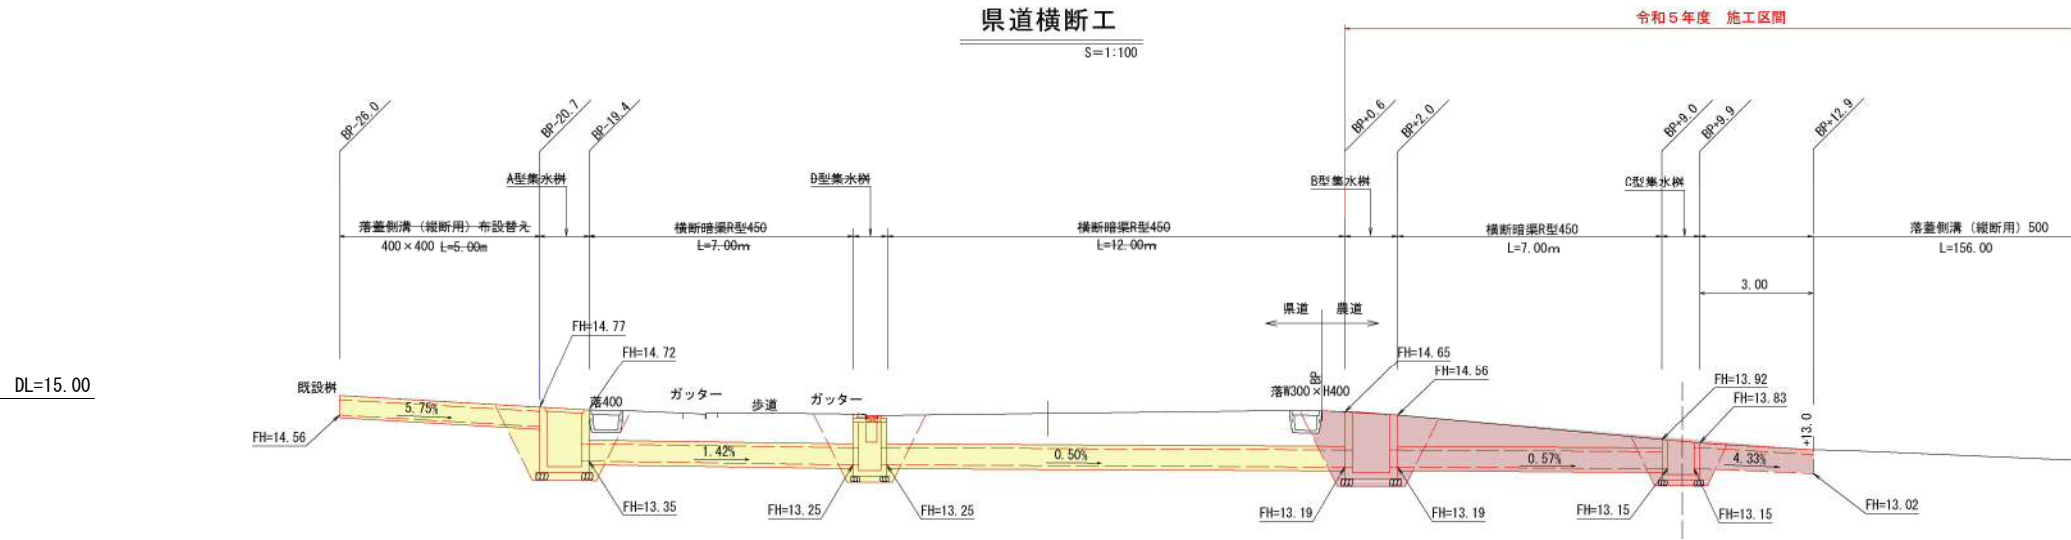 県道横断工
S=1:100
令和5年度 施工区間
BP-26.0
BP-20.7
BP-19.4
BP+0.6
BP+2.0
BP+9.0
BP+9.9
BP+12.9
A型集水桝
D型集水桝
B型集水桝
C型集水桝
落蓋側溝（縦断用）布設替え
400×400 L=5.00m
横断暗渠R型450
L=7.00m
横断暗渠R型450
L=12.00m
横断暗渠R型450
L=7.00m
落蓋側溝（縦断用）500
L=156.00
3.00
県道
農道
BP
DL=15.00
既設桝
FH=14.77
FH=14.72
落400
ガッター
歩道
ガッター
落W300×H400
FH=14.65
FH=14.56
FH=13.92
FH=13.83
+13.0
5.75%
1.42%
0.50%
0.57%
4.33%
FH=14.56
FH=13.35
FH=13.25
FH=13.25
FH=13.19
FH=13.19
FH=13.15
FH=13.15
FH=13.02